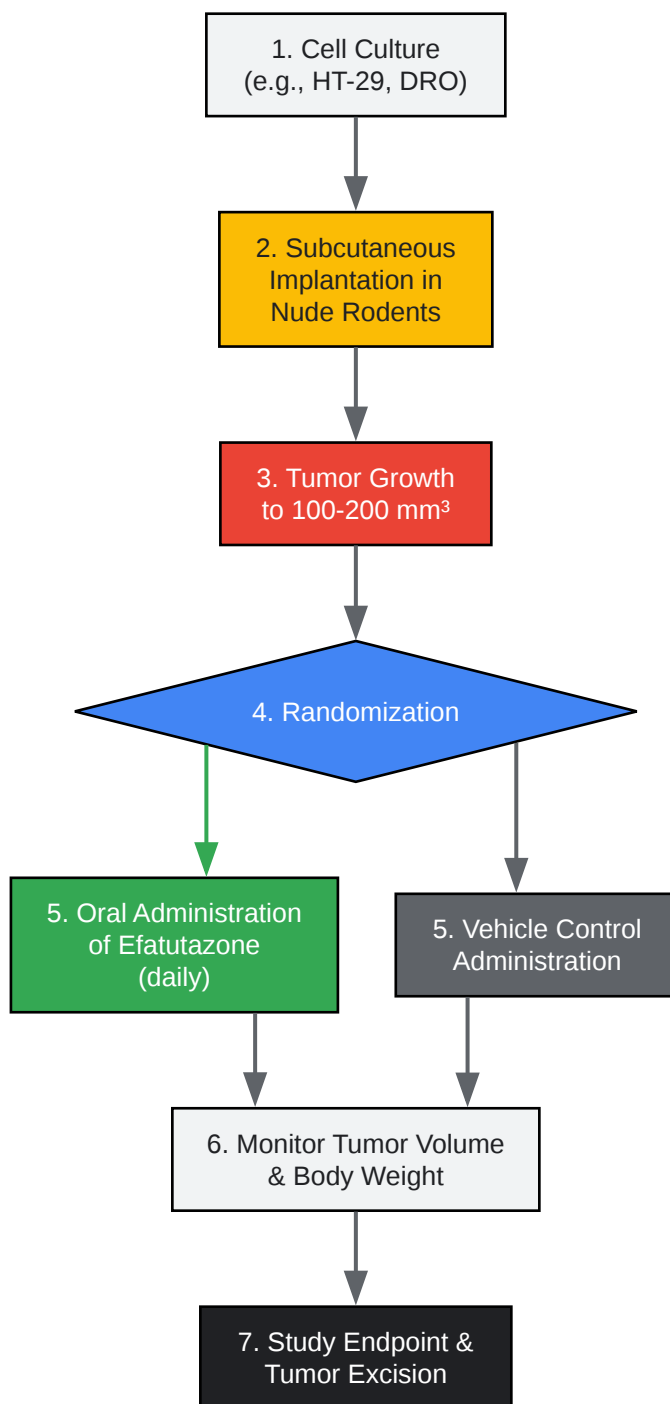 1. Cell Culture
(e.g., HT-29, DRO)
2. Subcutaneous
Implantation in
Nude Rodents
3. Tumor Growth
to 100-200 mm³
4. Randomization
5. Oral Administration
of Efatutazone
(daily)
5. Vehicle Control
Administration
6. Monitor Tumor Volume
& Body Weight
7. Study Endpoint &
Tumor Excision